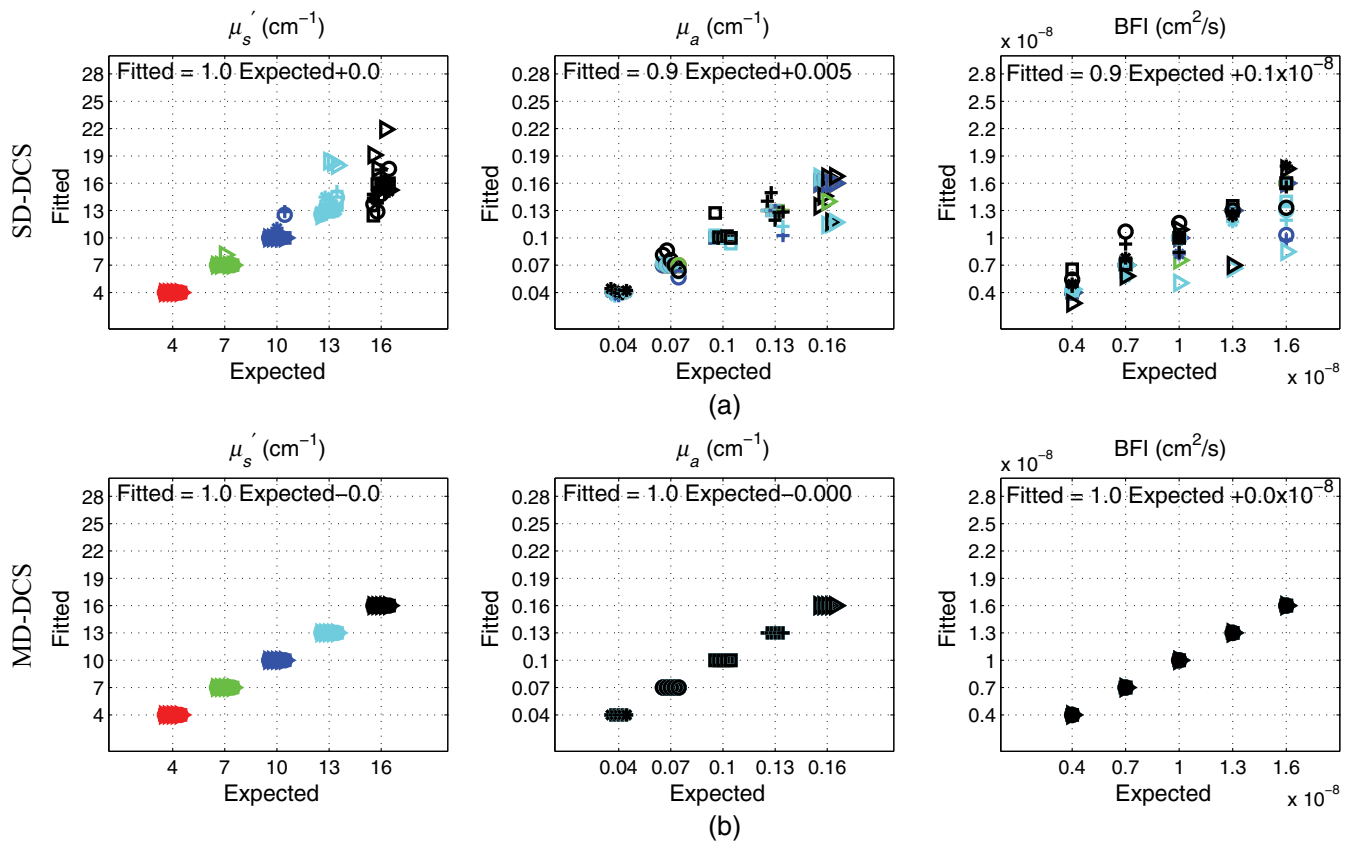 μs′ (cm−1)
μa (cm−1)
BFI (cm2/s)
x 10−8
SD-DCS
Fitted
28
25
22
19
16
13
10
7
4
Fitted = 1.0 Expected+0.0
4 7 10 13 16
Expected
Fitted
0.28
0.25
0.22
0.19
0.16
0.13
0.1
0.07
0.04
Fitted = 0.9 Expected+0.005
0.04 0.07 0.1 0.13 0.16
Expected
Fitted
2.8
2.5
2.2
1.9
1.6
1.3
1
0.7
0.4
Fitted = 0.9 Expected +0.1x10−8
0.4 0.7 1 1.3 1.6
Expected
x 10−8
(a)
μs′ (cm−1)
μa (cm−1)
BFI (cm2/s)
x 10−8
MD-DCS
Fitted
28
25
22
19
16
13
10
7
4
Fitted = 1.0 Expected−0.0
4 7 10 13 16
Expected
Fitted
0.28
0.25
0.22
0.19
0.16
0.13
0.1
0.07
0.04
Fitted = 1.0 Expected−0.000
0.04 0.07 0.1 0.13 0.16
Expected
Fitted
2.8
2.5
2.2
1.9
1.6
1.3
1
0.7
0.4
Fitted = 1.0 Expected +0.0x10−8
0.4 0.7 1 1.3 1.6
Expected
x 10−8
(b)